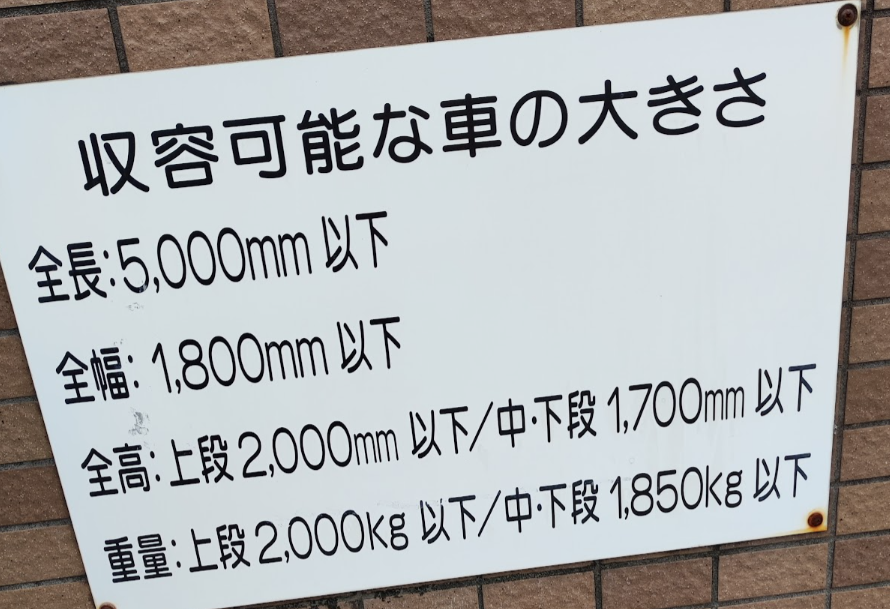 収容可能な車の大きさ
全長:5,000mm 以下
全幅: 1,800mm 以下
全高:上段 2,000mm 以下/中・下段 1,700mm 以下
重量:上段 2,000kg 以下/中・下段 1,850kg 以下